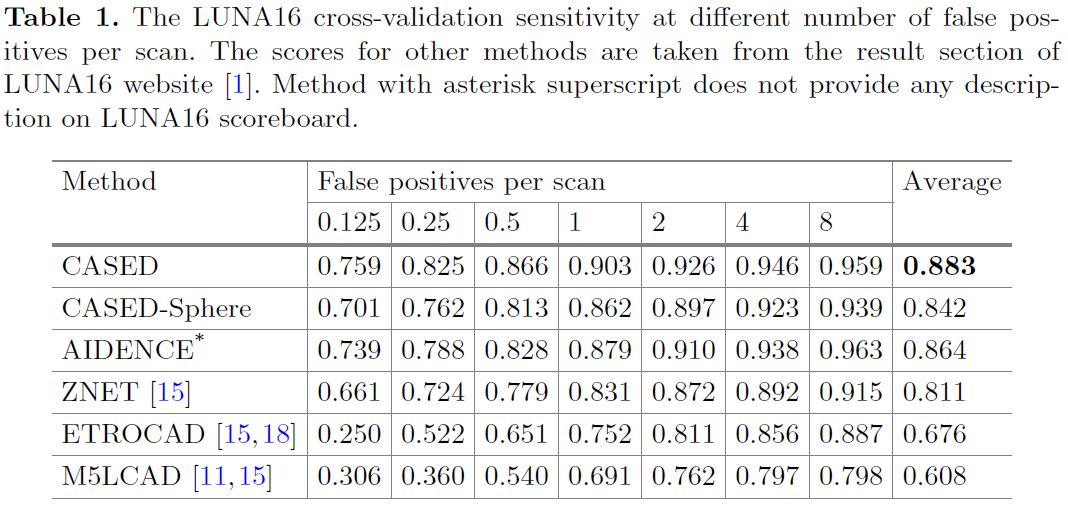 Table 1. The LUNA16 cross-validation sensitivity at different number of false pos-
itives per scan. The scores for other methods are taken from the result section of
LUNA16 website [1]. Method with asterisk superscript does not provide any descrip-
tion on LUNA16 scoreboard.
Method False positives per scan Average
0.125 0.25 0.5 1 2 4 8
CASED 0.759 0.825 0.866 0.903 0.926 0.946 0.959 0.883
CASED-Sphere 0.701 0.762 0.813 0.862 0.897 0.923 0.939 0.842
AIDENCE* 0.739 0.788 0.828 0.879 0.910 0.938 0.963 0.864
ZNET [15] 0.661 0.724 0.779 0.831 0.872 0.892 0.915 0.811
ETROCAD [15,18] 0.250 0.522 0.651 0.752 0.811 0.856 0.887 0.676
M5LCAD [11,15] 0.306 0.360 0.540 0.691 0.762 0.797 0.798 0.608